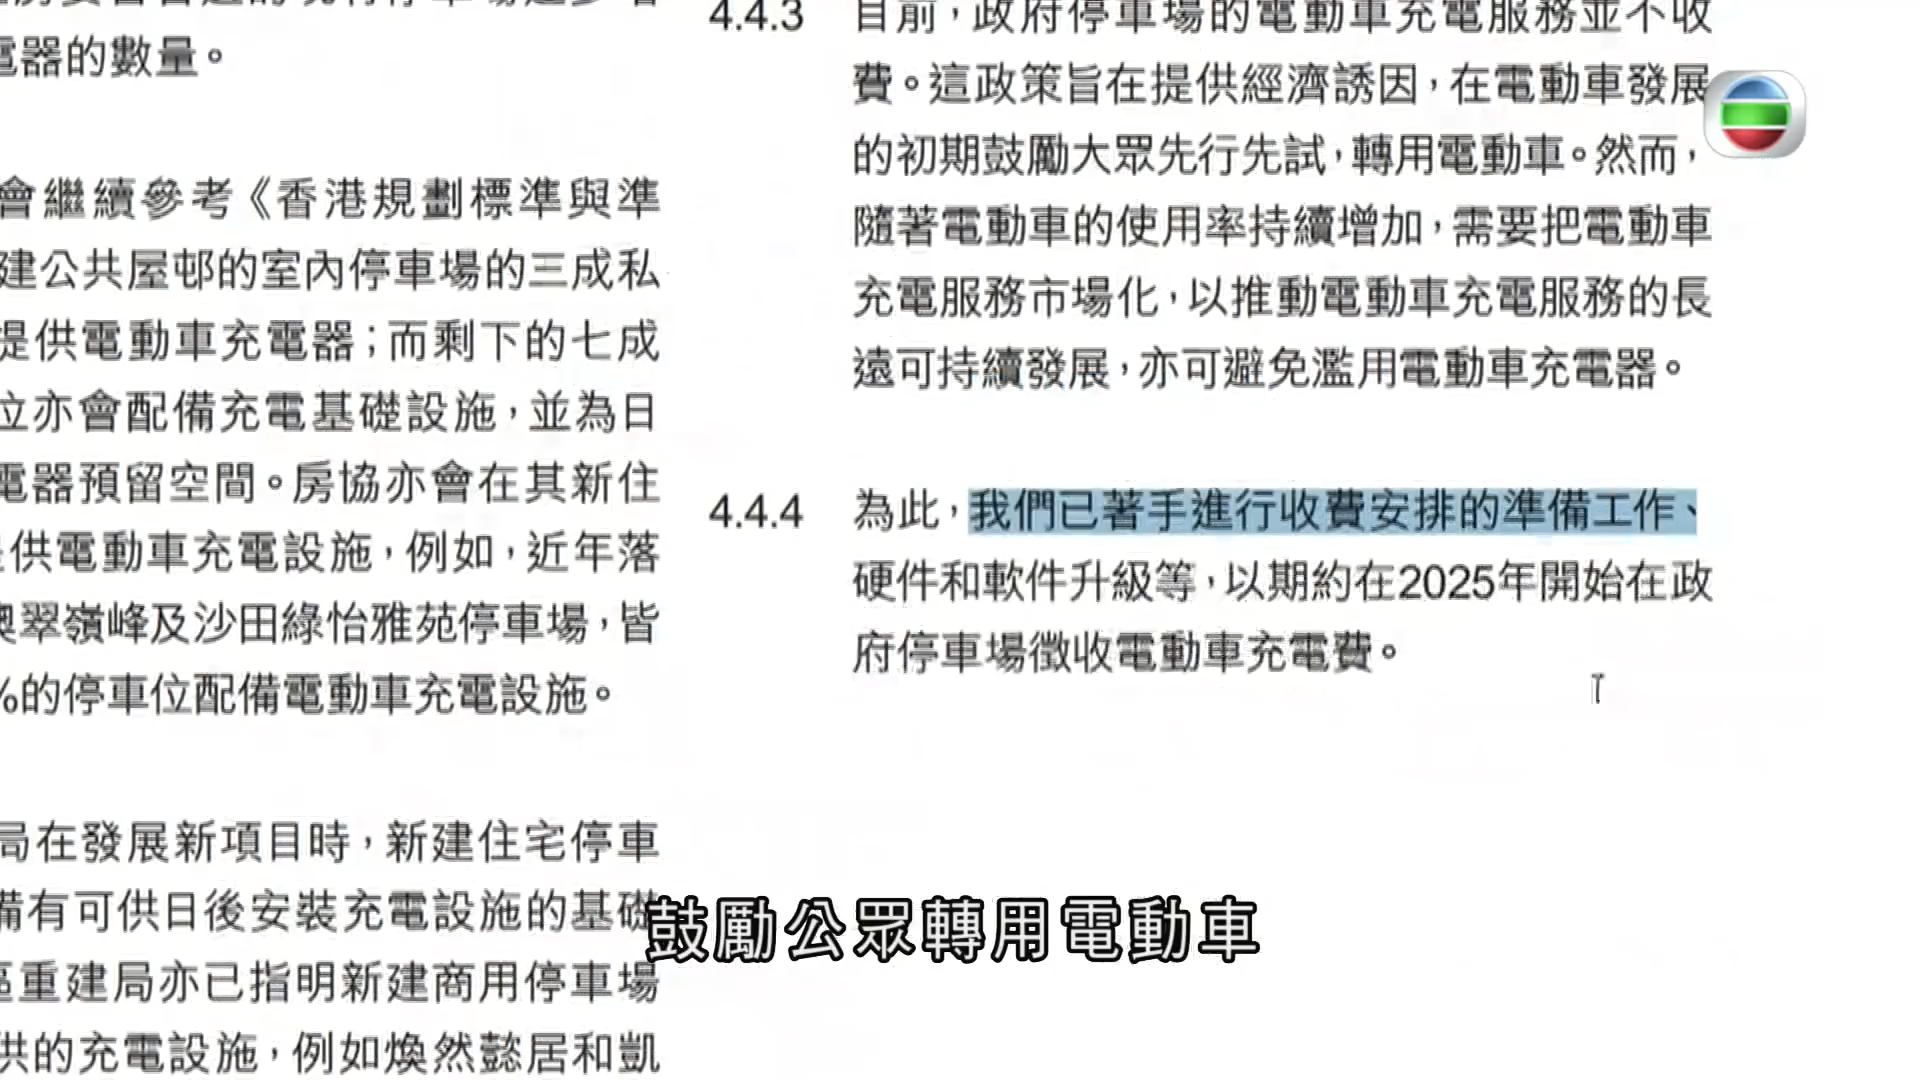 電器的數量。
會繼續參考《香港規劃標準與準
建公共屋邨的室內停車場的三成私
提供電動車充電器；而剩下的七成
位亦會配備充電基礎設施，並為日
電器預留空間。房協亦會在其新住
供電動車充電設施，例如，近年落
澳翠嶺峰及沙田綠怡雅苑停車場，皆
%的停車位配備電動車充電設施。
局在發展新項目時，新建住宅停車
備有可供日後安裝充電設施的基礎
區重建局亦已指明新建商用停車場
供的充電設施，例如煥然懿居和凱
4.4.3 目前，政府停車場的電動車充電服務並不收
費。這政策旨在提供經濟誘因，在電動車發展
的初期鼓勵大眾先行先試，轉用電動車。然而，
隨著電動車的使用率持續增加，需要把電動車
充電服務市場化，以推動電動車充電服務的長
遠可持續發展，亦可避免濫用電動車充電器。
4.4.4 為此，我們已著手進行收費安排的準備工作、
硬件和軟件升級等，以期約在2025年開始在政
府停車場徵收電動車充電費。
鼓勵公眾轉用電動車